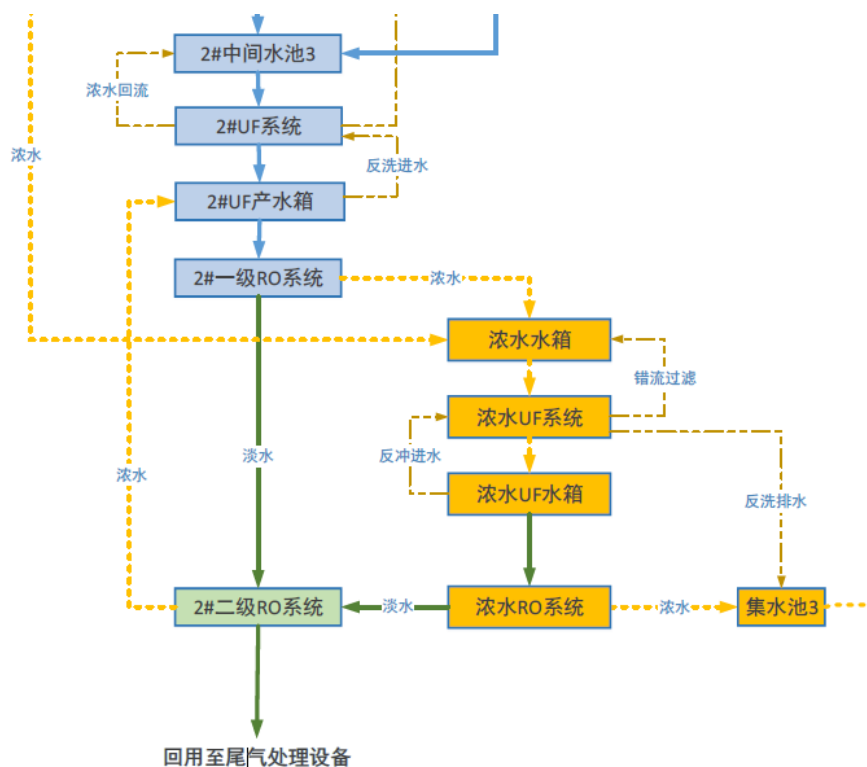 2#中间水池3
浓水回流
2#UF系统
浓水
反洗进水
2#UF产水箱
2#一级RO系统
浓水
浓水水箱
错流过滤
浓水UF系统
淡水
反冲进水
浓水
浓水UF水箱
反洗排水
2#二级RO系统
淡水
浓水RO系统
浓水
集水池3
回用至尾气处理设备